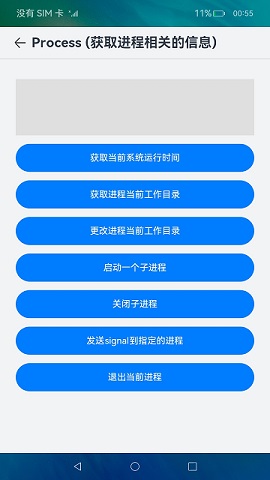 没有 SIM 卡 11% 00:55
Process (获取进程相关的信息)
获取当前系统运行时间
获取进程当前工作目录
更改进程当前工作目录
启动一个子进程
关闭子进程
发送signal到指定的进程
退出当前进程